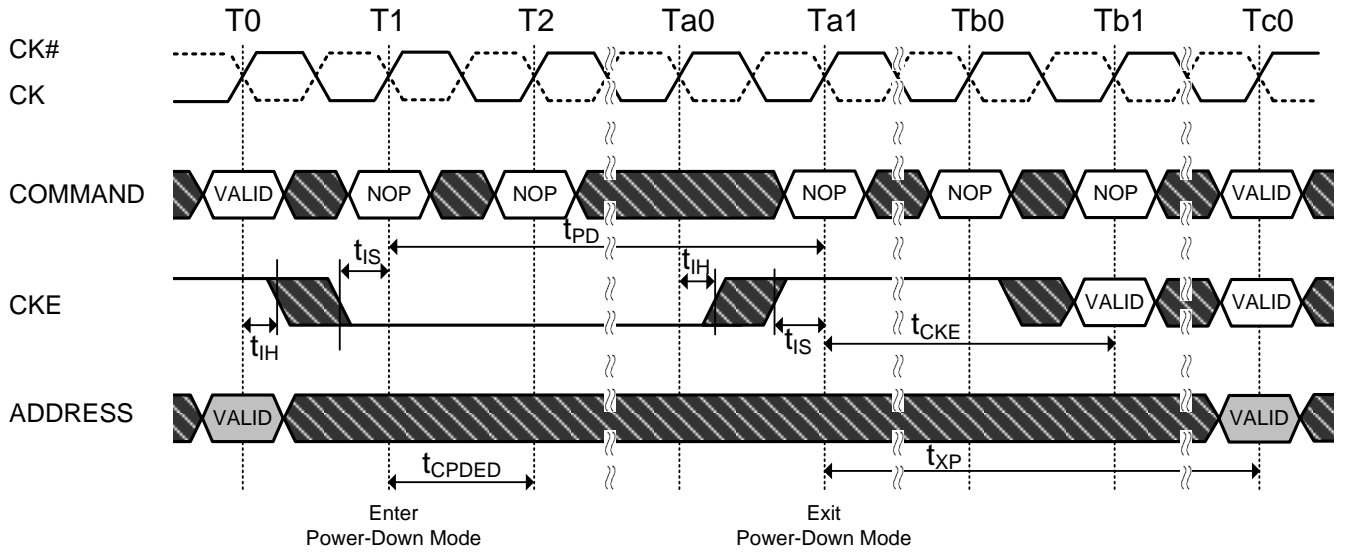 T0 T1 T2 Ta0 Ta1 Tb0 Tb1 Tc0
CK#
CK
COMMAND VALID NOP NOP NOP NOP NOP VALID
tPD
tIS tIH
CKE VALID VALID
tIH tIS tCKE
ADDRESS VALID VALID
tCPDED tXP
Enter Exit
Power-Down Mode Power-Down Mode